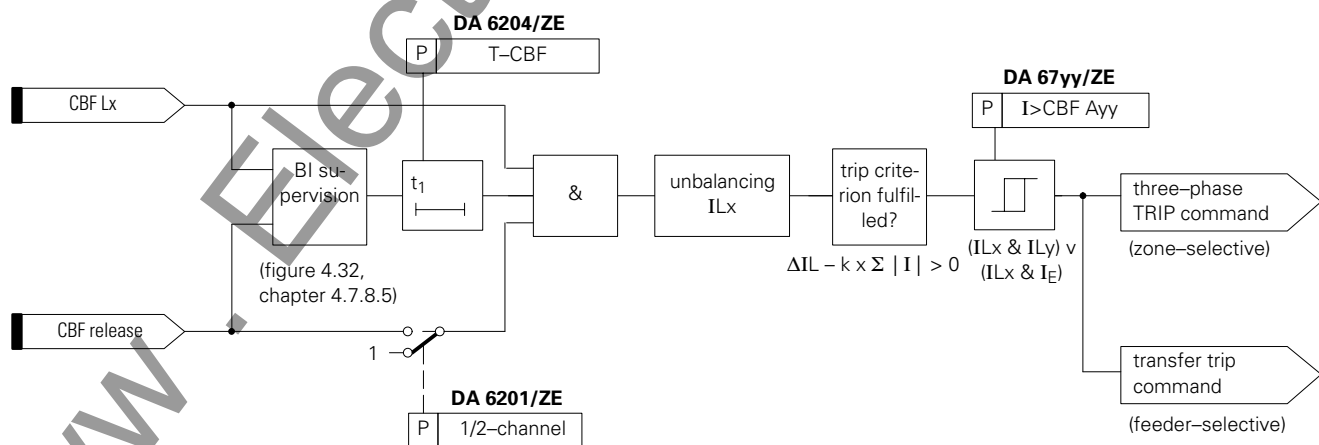 DA 6204/ZE
P T–CBF
DA 67yy/ZE
P I>CBF Ayy
CBF Lx
BI su-
pervision
t1
&
unbalancing
ILx
trip crite-
rion fulfil-
led?
three–phase
TRIP command
(zone–selective)
(figure 4.32,
chapter 4.7.8.5)
ΔIL – k x Σ | I | > 0
(ILx & ILy) v
(ILx & IE)
CBF release
1
transfer trip
command
(feeder–selective)
DA 6201/ZE
P 1/2–channel
www.Elec